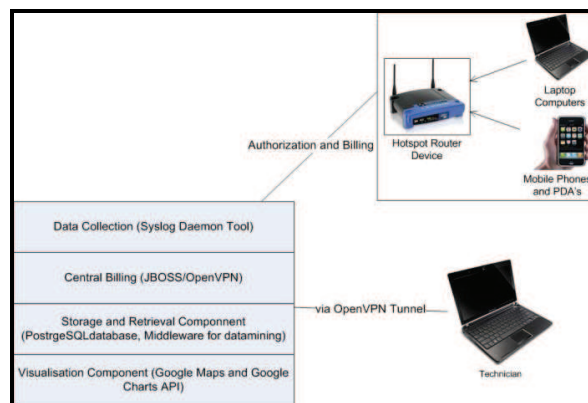 Laptop
Computers
Hotspot Router
Device
Mobile Phones
and PDA's
Authorization and Billing
Data Collection (Syslog Daemon Tool)
Central Billing (JBOSS/OpenVPN)
Storage and Retrieval Componnent
(PostrgeSQLdatabase, Middleware for datamining)
Visualisation Component (Google Maps and Google
Charts API)
via OpenVPN Tunnel
Technician